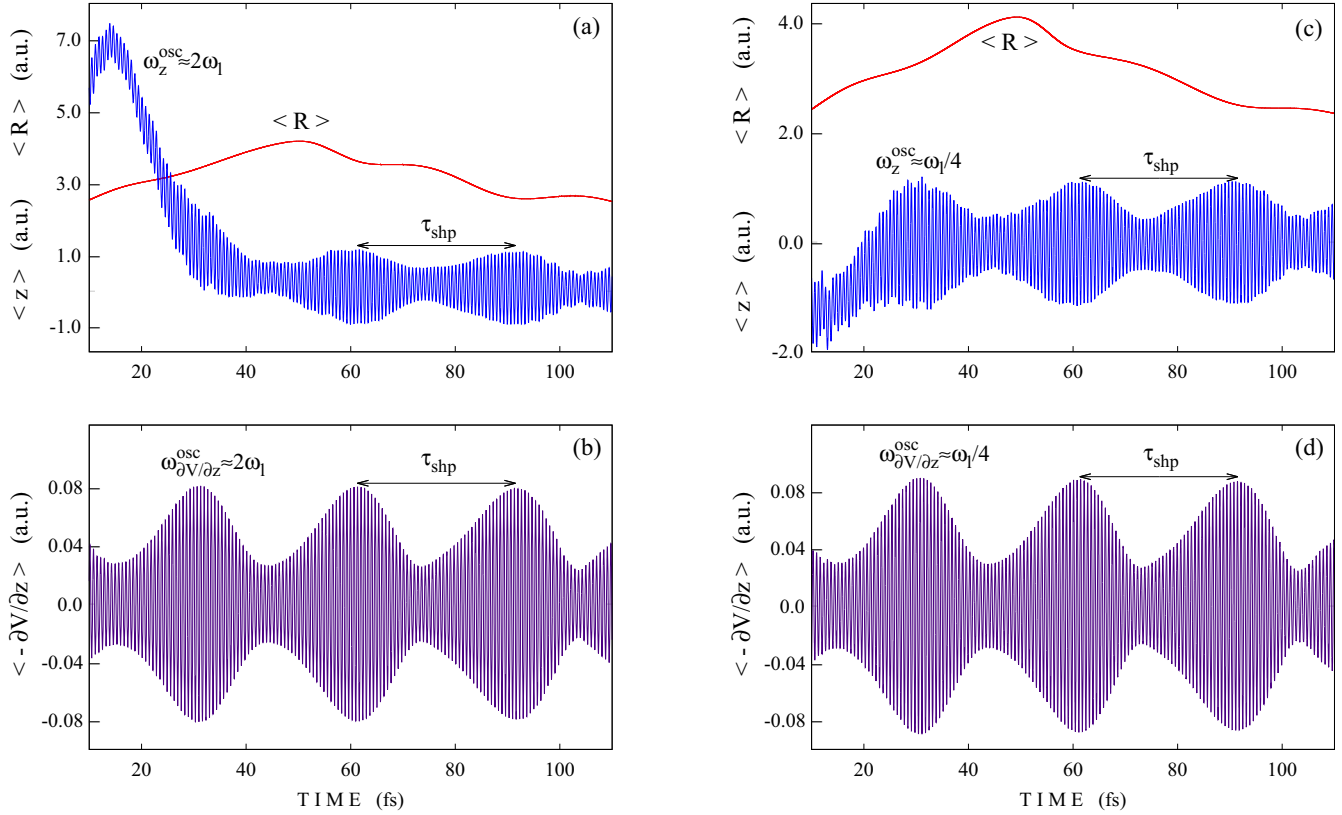 (a)
7.0
5.0
3.0
1.0
-1.0
< R > (a.u.)
< z > (a.u.)
ω_z^osc≈2ω_l
< R >
τ_shp
20 40 60 80 100
(c)
4.0
2.0
0.0
-2.0
< R > (a.u.)
< z > (a.u.)
< R >
ω_z^osc≈ω_l/4
τ_shp
20 40 60 80 100
(b)
0.08
0.04
0.0
-0.04
-0.08
< - ∂V/∂z > (a.u.)
ω_∂V/∂z^osc≈2ω_l
τ_shp
20 40 60 80 100
TIME (fs)
(d)
0.08
0.04
0.0
-0.04
-0.08
< - ∂V/∂z > (a.u.)
ω_∂V/∂z^osc≈ω_l/4
τ_shp
20 40 60 80 100
TIME (fs)